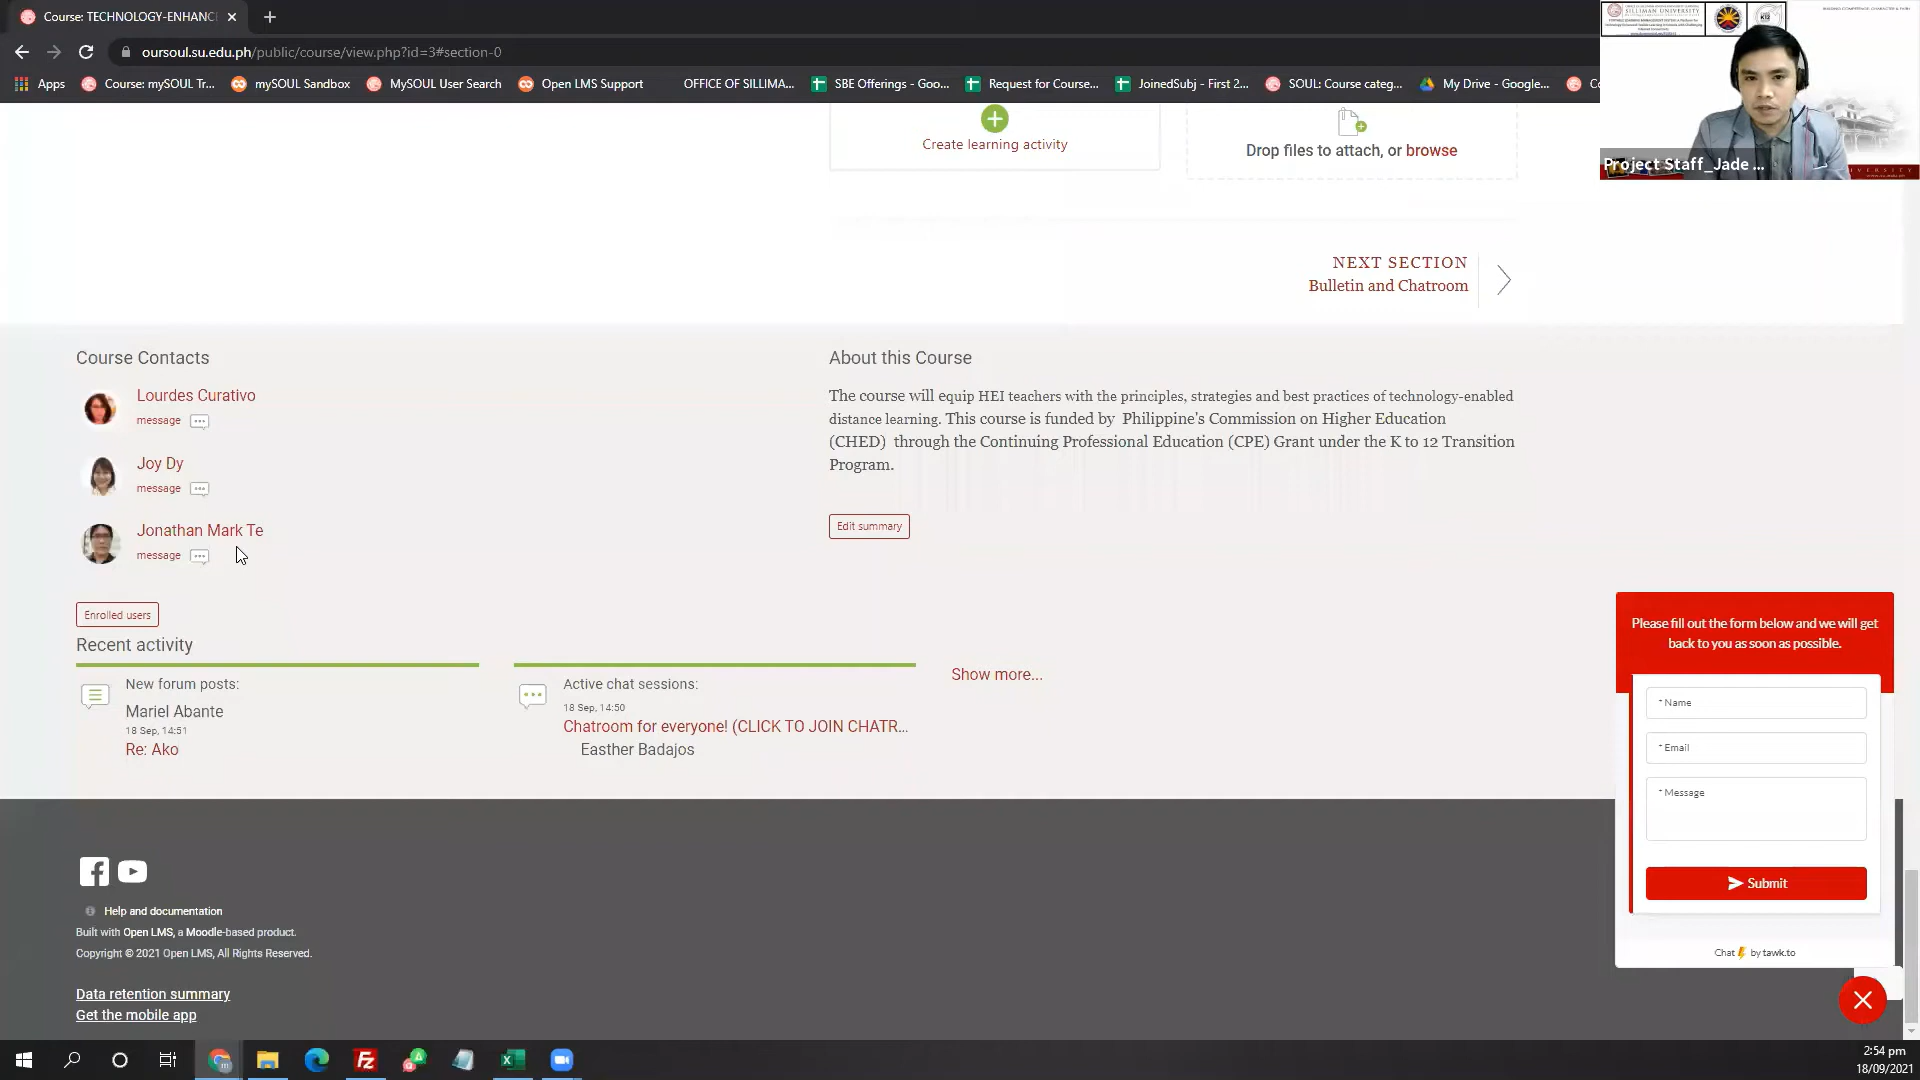 Course: TECHNOLOGY-ENHANC
oursoul.su.edu.ph/public/course/view.php?id=3#section-0
Apps
Course: mySOUL Tr...
mySOUL Sandbox
MySOUL User Search
Open LMS Support
OFFICE OF SILLIMA...
SBE Offerings - Goo...
Request for Course...
JoinedSubj - First 2...
SOUL: Course categ...
My Drive - Google...
SILLIMAN UNIVERSITY
Project Staff_Jade ...
Create learning activity
Drop files to attach, or browse
NEXT SECTION
Bulletin and Chatroom
Course Contacts
Lourdes Curativo
message
Joy Dy
message
Jonathan Mark Te
message
Enrolled users
About this Course
The course will equip HEI teachers with the principles, strategies and best practices of technology-enabled
distance learning. This course is funded by Philippine's Commission on Higher Education
(CHED) through the Continuing Professional Education (CPE) Grant under the K to 12 Transition
Program.
Edit summary
Recent activity
New forum posts:
Mariel Abante
18 Sep, 14:51
Re: Ako
Active chat sessions:
18 Sep, 14:50
Chatroom for everyone! (CLICK TO JOIN CHATR...
Easther Badajos
Show more...
Please fill out the form below and we will get
back to you as soon as possible.
* Name
* Email
* Message
Submit
Chat by tawk.to
Help and documentation
Built with Open LMS, a Moodle-based product.
Copyright © 2021 Open LMS, All Rights Reserved.
Data retention summary
Get the mobile app
2:54 pm
18/09/2021